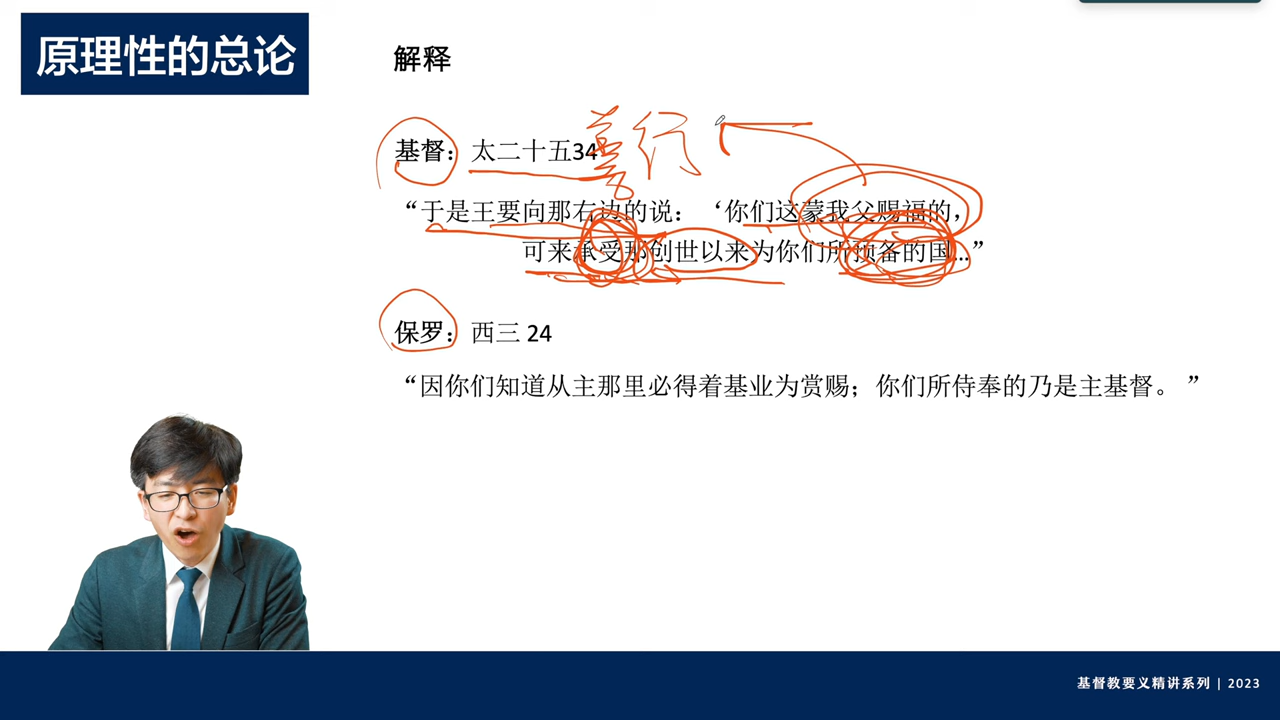 原理性的总论
解释
基督：太二十五34
善行
“于是王要向那右边的说：‘你们这蒙我父赐福的，
可来承受那创世以来为你们所预备的国…”
保罗：西三 24
“因你们知道从主那里必得着基业为赏赐；你们所侍奉的乃是主基督。”
基督教要义精讲系列 | 2023